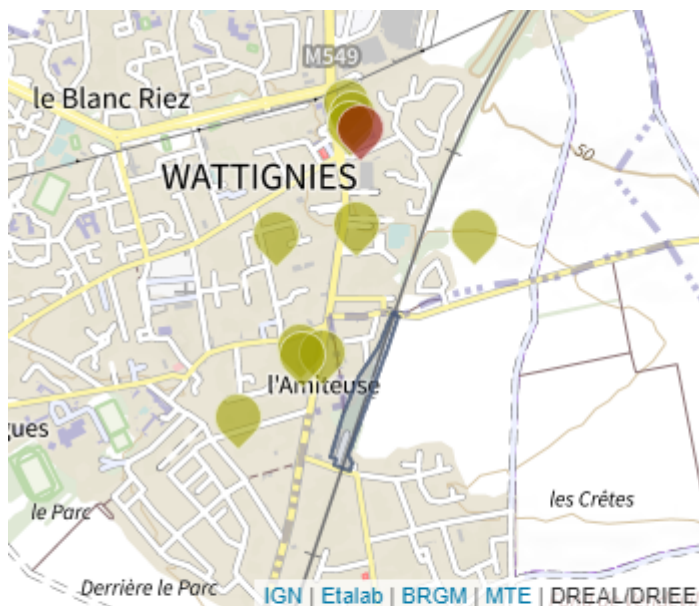 M549
le Blanc Riez
50
WATTIGNIES
l'Amiteuse
gues
les Crêtes
le Parc
Derrière le Parc
IGN | Etalab | BRGM | MTE | DREAL/DRIEE